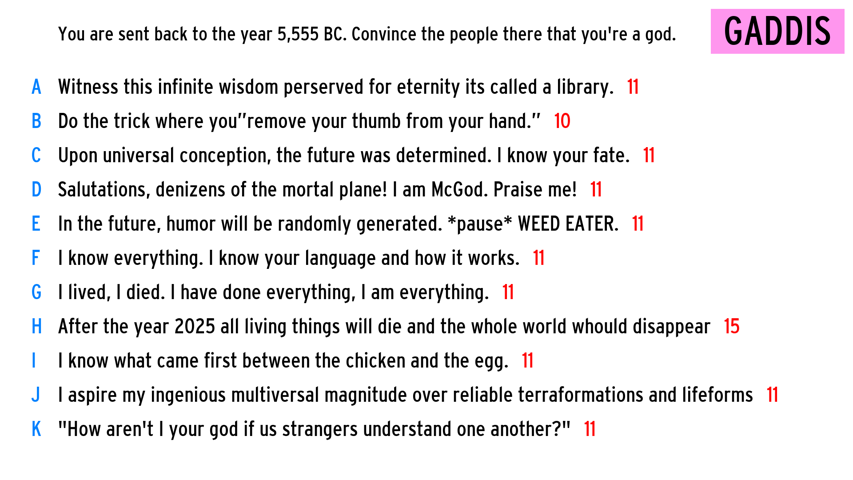 You are sent back to the year 5,555 BC. Convince the people there that you're a god. GADDIS
A Witness this infinite wisdom perserved for eternity its called a library. 11
B Do the trick where you"remove your thumb from your hand." 10
C Upon universal conception, the future was determined. I know your fate. 11
D Salutations, denizens of the mortal plane! I am McGod. Praise me! 11
E In the future, humor will be randomly generated. *pause* WEED EATER. 11
F I know everything. I know your language and how it works. 11
G I lived, I died. I have done everything, I am everything. 11
H After the year 2025 all living things will die and the whole world whould disappear 15
I I know what came first between the chicken and the egg. 11
J I aspire my ingenious multiversal magnitude over reliable terraformations and lifeforms 11
K "How aren't I your god if us strangers understand one another?" 11